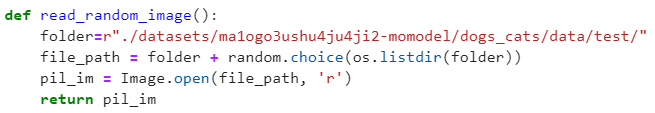 def read_random_image():
    folder=r"./datasets/ma1ogo3ushu4ju4ji2-momodel/dogs_cats/data/test/"
    file_path = folder + random.choice(os.listdir(folder))
    pil_im = Image.open(file_path, 'r')
    return pil_im